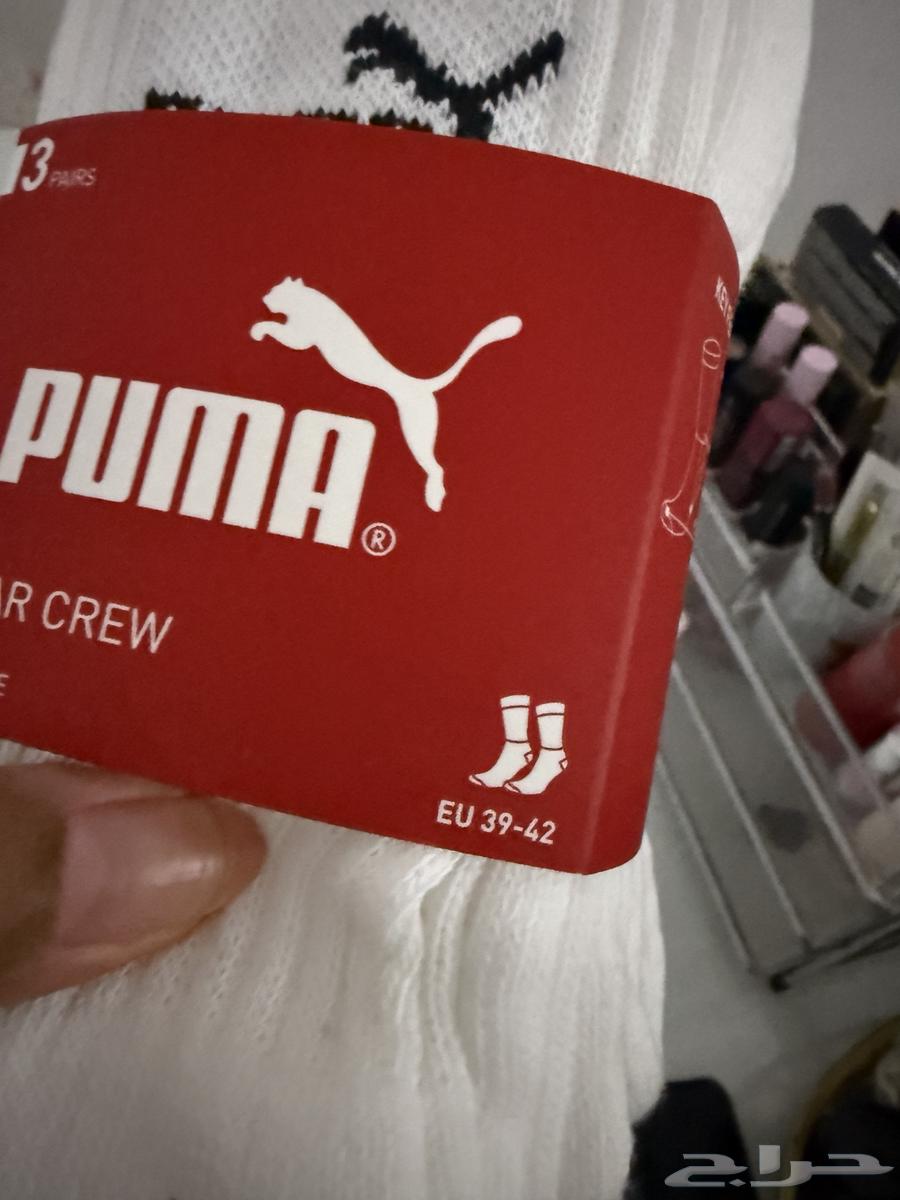 3 PAIRS
PUMA®
AR CREW
E
EU 39-42
حراج